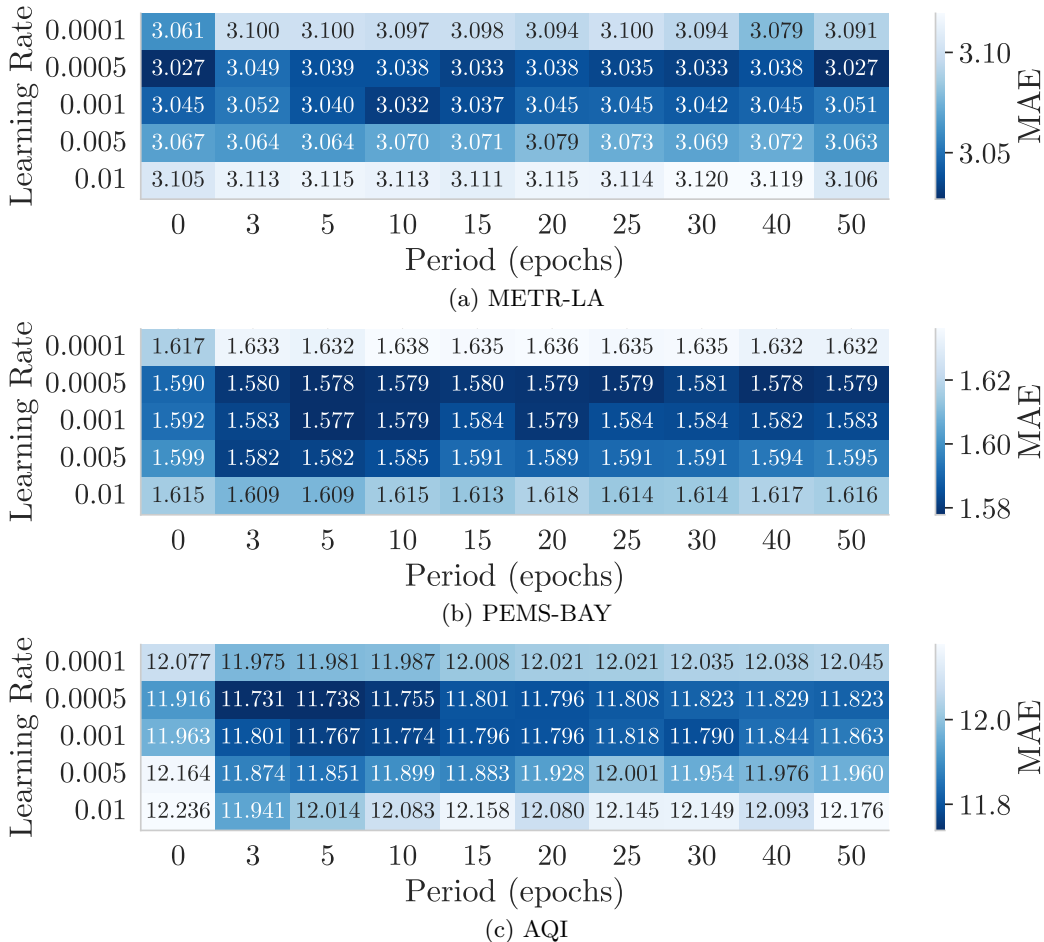 Learning Rate
0.0001 3.061 3.100 3.100 3.097 3.098 3.094 3.100 3.094 3.079 3.091
0.0005 3.027 3.049 3.039 3.038 3.033 3.038 3.035 3.033 3.038 3.027
0.001 3.045 3.052 3.040 3.032 3.037 3.045 3.045 3.042 3.045 3.051
0.005 3.067 3.064 3.064 3.070 3.071 3.079 3.073 3.069 3.072 3.063
0.01 3.105 3.113 3.115 3.113 3.111 3.115 3.114 3.120 3.119 3.106
0 3 5 10 15 20 25 30 40 50
Period (epochs)
3.10
3.05
MAE
(a) METR-LA
Learning Rate
0.0001 1.617 1.633 1.632 1.638 1.635 1.636 1.635 1.635 1.632 1.632
0.0005 1.590 1.580 1.578 1.579 1.580 1.579 1.579 1.581 1.578 1.579
0.001 1.592 1.583 1.577 1.579 1.584 1.579 1.584 1.584 1.582 1.583
0.005 1.599 1.582 1.582 1.585 1.591 1.589 1.591 1.591 1.594 1.595
0.01 1.615 1.609 1.609 1.615 1.613 1.618 1.614 1.614 1.617 1.616
0 3 5 10 15 20 25 30 40 50
Period (epochs)
1.62
1.60
1.58
MAE
(b) PEMS-BAY
Learning Rate
0.0001 12.077 11.975 11.981 11.987 12.008 12.021 12.021 12.035 12.038 12.045
0.0005 11.916 11.731 11.738 11.755 11.801 11.796 11.808 11.823 11.829 11.823
0.001 11.963 11.801 11.767 11.774 11.796 11.796 11.818 11.790 11.844 11.863
0.005 12.164 11.874 11.851 11.899 11.883 11.928 12.001 11.954 11.976 11.960
0.01 12.236 11.941 12.014 12.083 12.158 12.080 12.145 12.149 12.093 12.176
0 3 5 10 15 20 25 30 40 50
Period (epochs)
12.0
11.8
MAE
(c) AQI